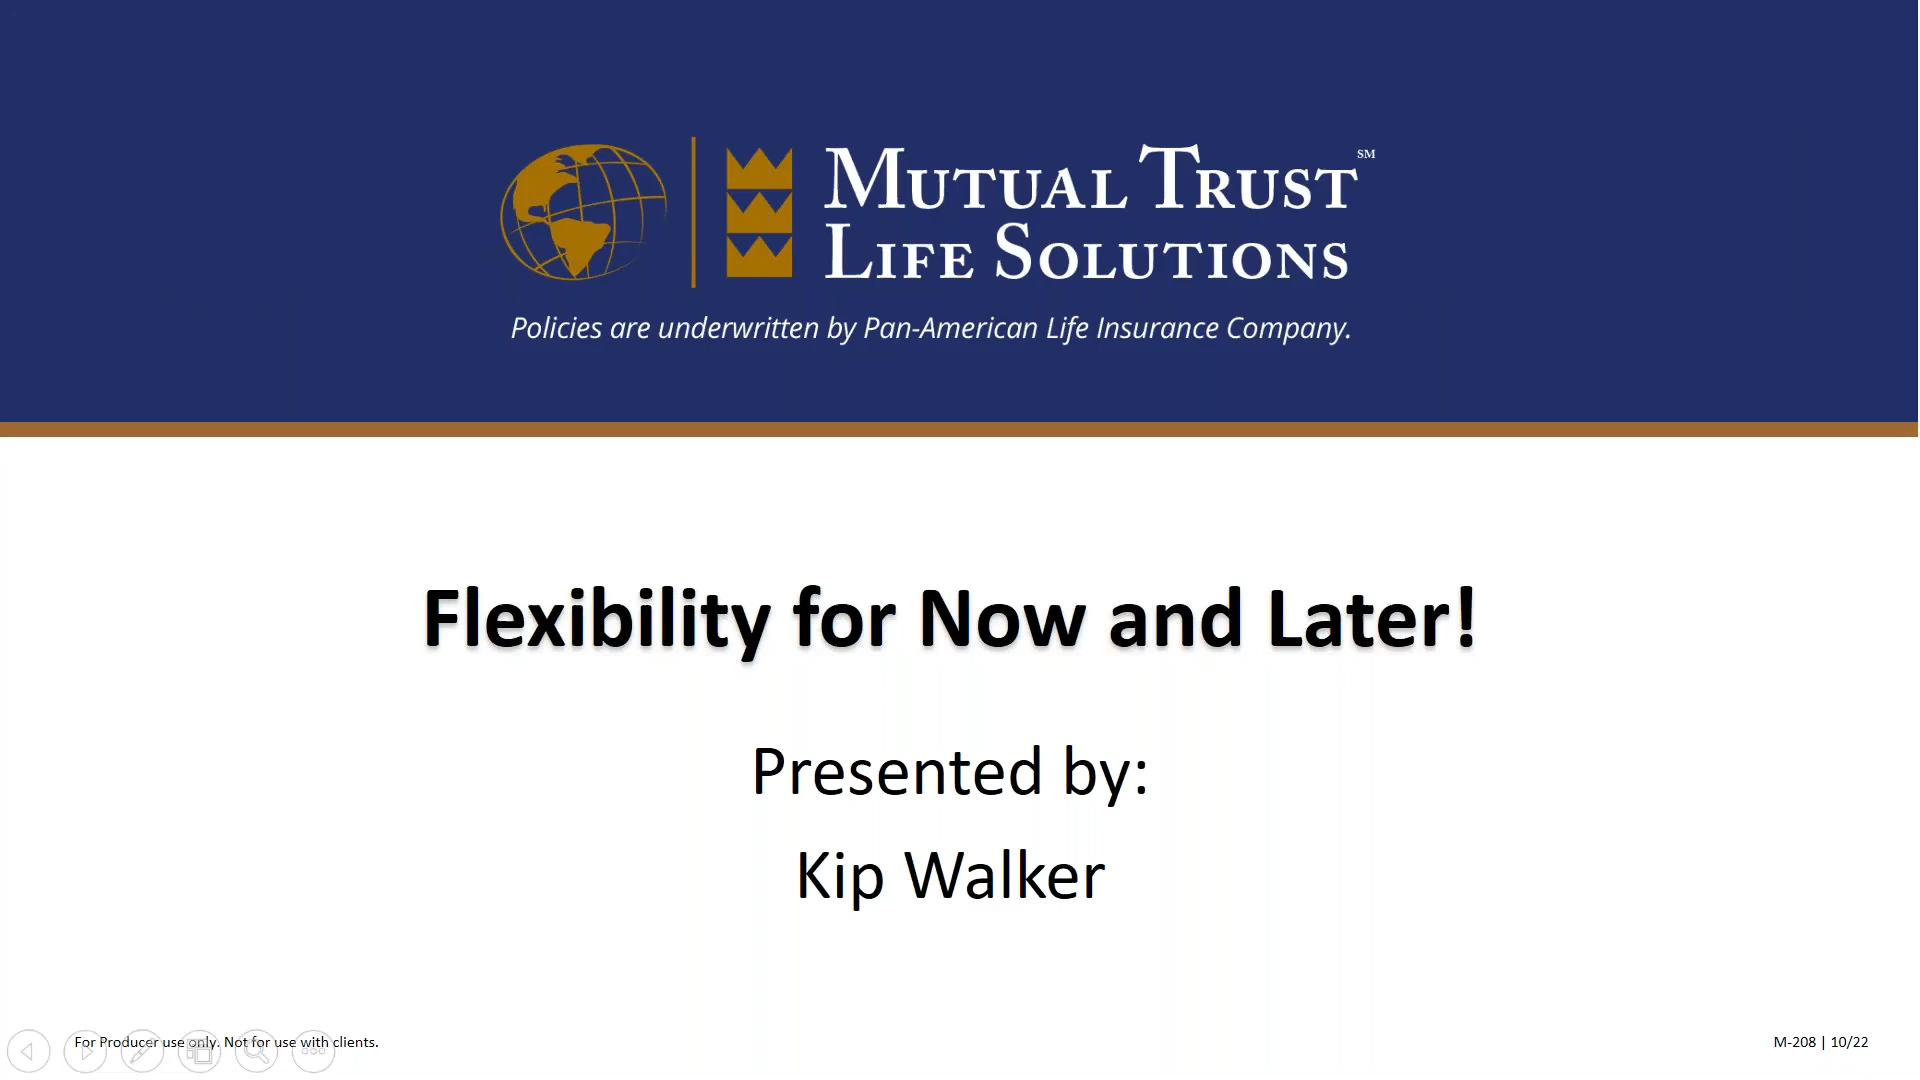 MUTUAL TRUST SM
LIFE SOLUTIONS
Policies are underwritten by Pan-American Life Insurance Company.
Flexibility for Now and Later!
Presented by:
Kip Walker
For Producer use only. Not for use with clients.
M-208 | 10/22